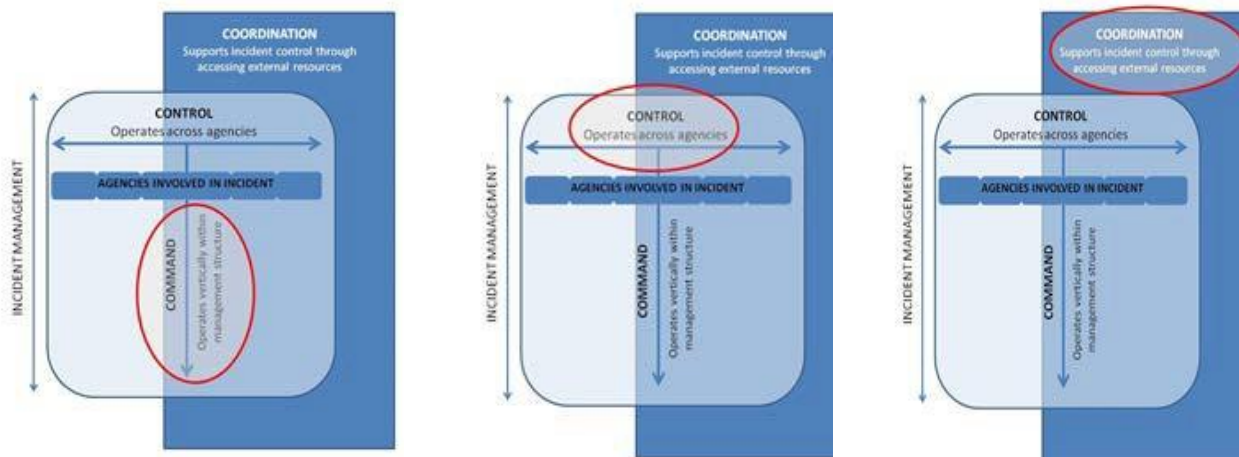 COORDINATION
Supports incident control through
accessing external resources
CONTROL
Operates across agencies
AGENCIES INVOLVED IN INCIDENT
COMMAND
Operates vertically within
management structure
INCIDENT MANAGEMENT
COORDINATION
Supports incident control through
accessing external resources
CONTROL
Operates across agencies
AGENCIES INVOLVED IN INCIDENT
COMMAND
Operates vertically within
management structure
INCIDENT MANAGEMENT
COORDINATION
Supports incident control through
accessing external resources
CONTROL
Operates across agencies
AGENCIES INVOLVED IN INCIDENT
COMMAND
Operates vertically within
management structure
INCIDENT MANAGEMENT